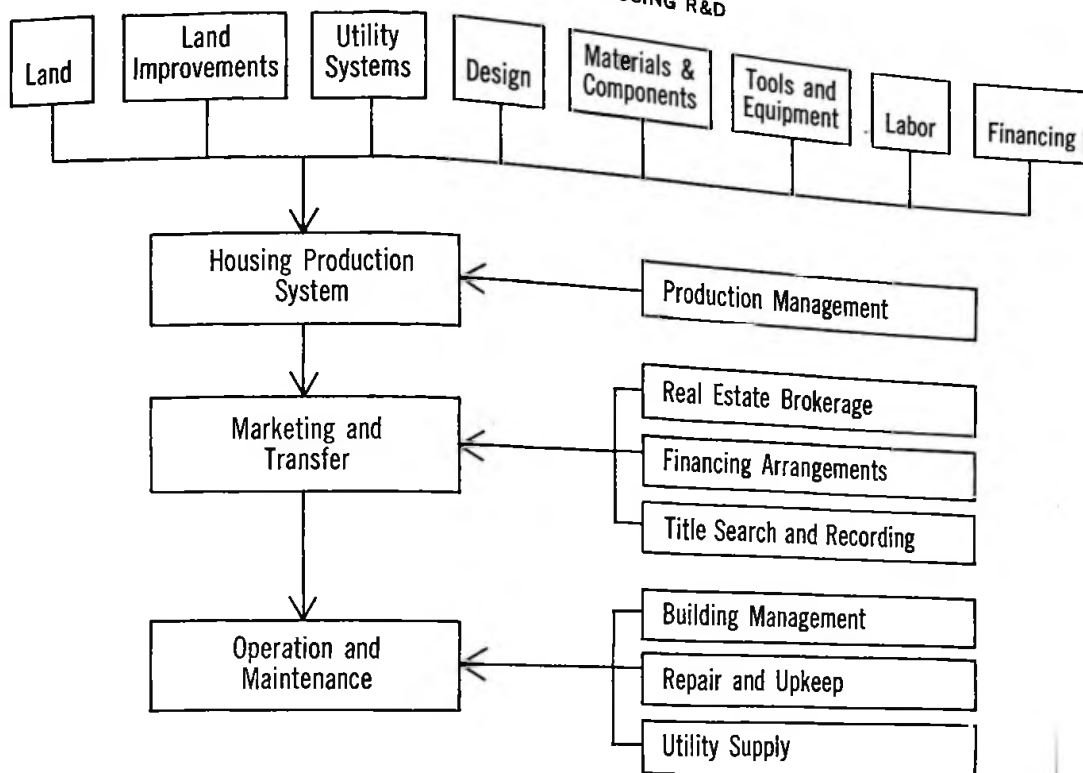 R&D
Land
Land
Improvements
Utility
Systems
Design
Materials &
Components
Tools and
Equipment
Labor
Financing
Housing Production
System
Production Management
Marketing and
Transfer
Real Estate Brokerage
Financing Arrangements
Title Search and Recording
Operation and
Maintenance
Building Management
Repair and Upkeep
Utility Supply